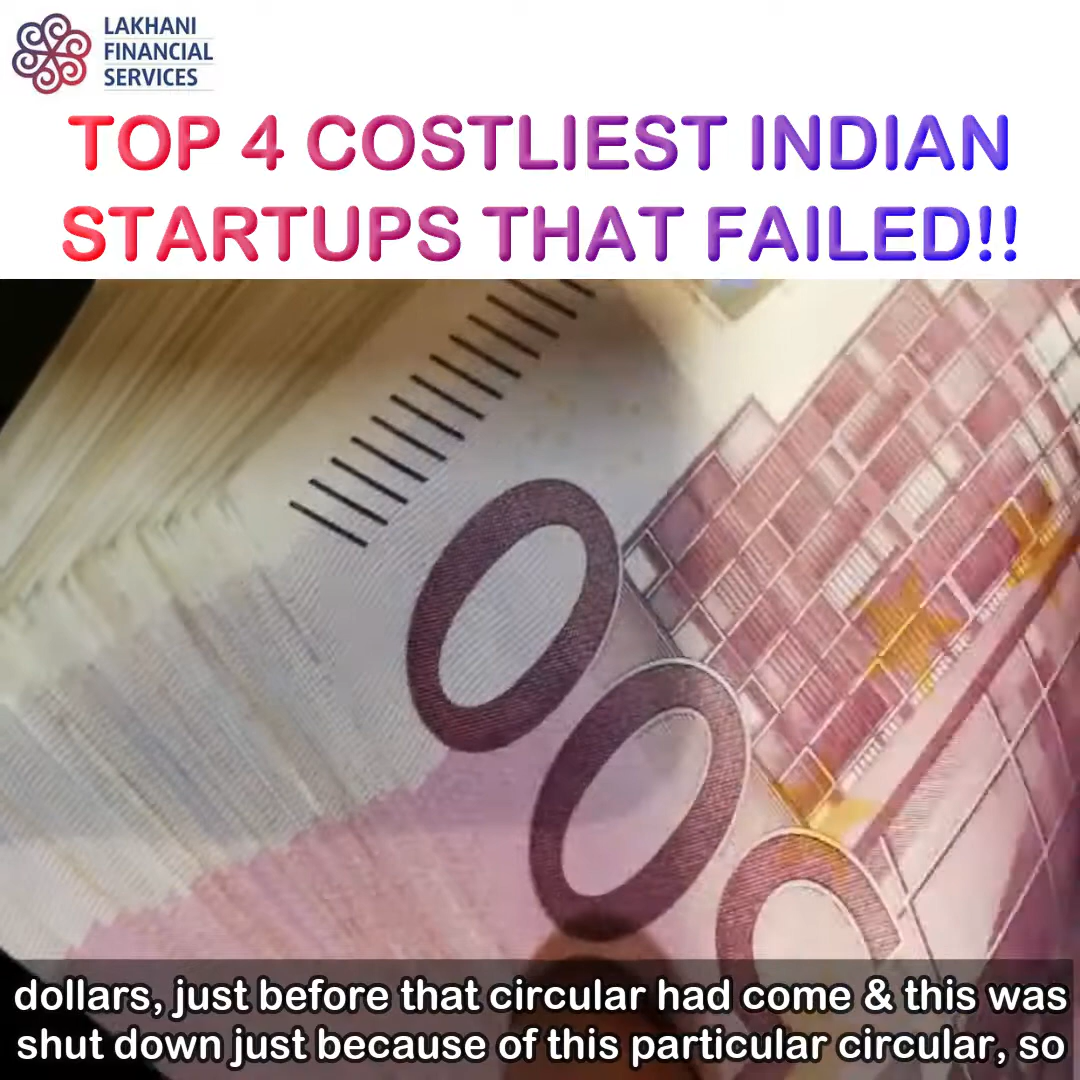 LAKHANI
FINANCIAL
SERVICES
TOP 4 COSTLIEST INDIAN
STARTUPS THAT FAILED!!
dollars, just before that circular had come & this was
shut down just because of this particular circular, so